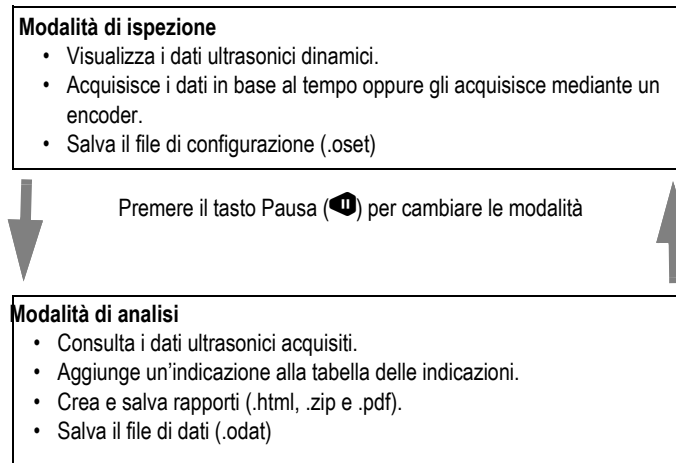 Modalità di ispezione
• Visualizza i dati ultrasonici dinamici.
• Acquisisce i dati in base al tempo oppure gli acquisisce mediante un
encoder.
• Salva il file di configurazione (.oset)
Premere il tasto Pausa () per cambiare le modalità
Modalità di analisi
• Consulta i dati ultrasonici acquisiti.
• Aggiunge un'indicazione alla tabella delle indicazioni.
• Crea e salva rapporti (.html, .zip e .pdf).
• Salva il file di dati (.odat)